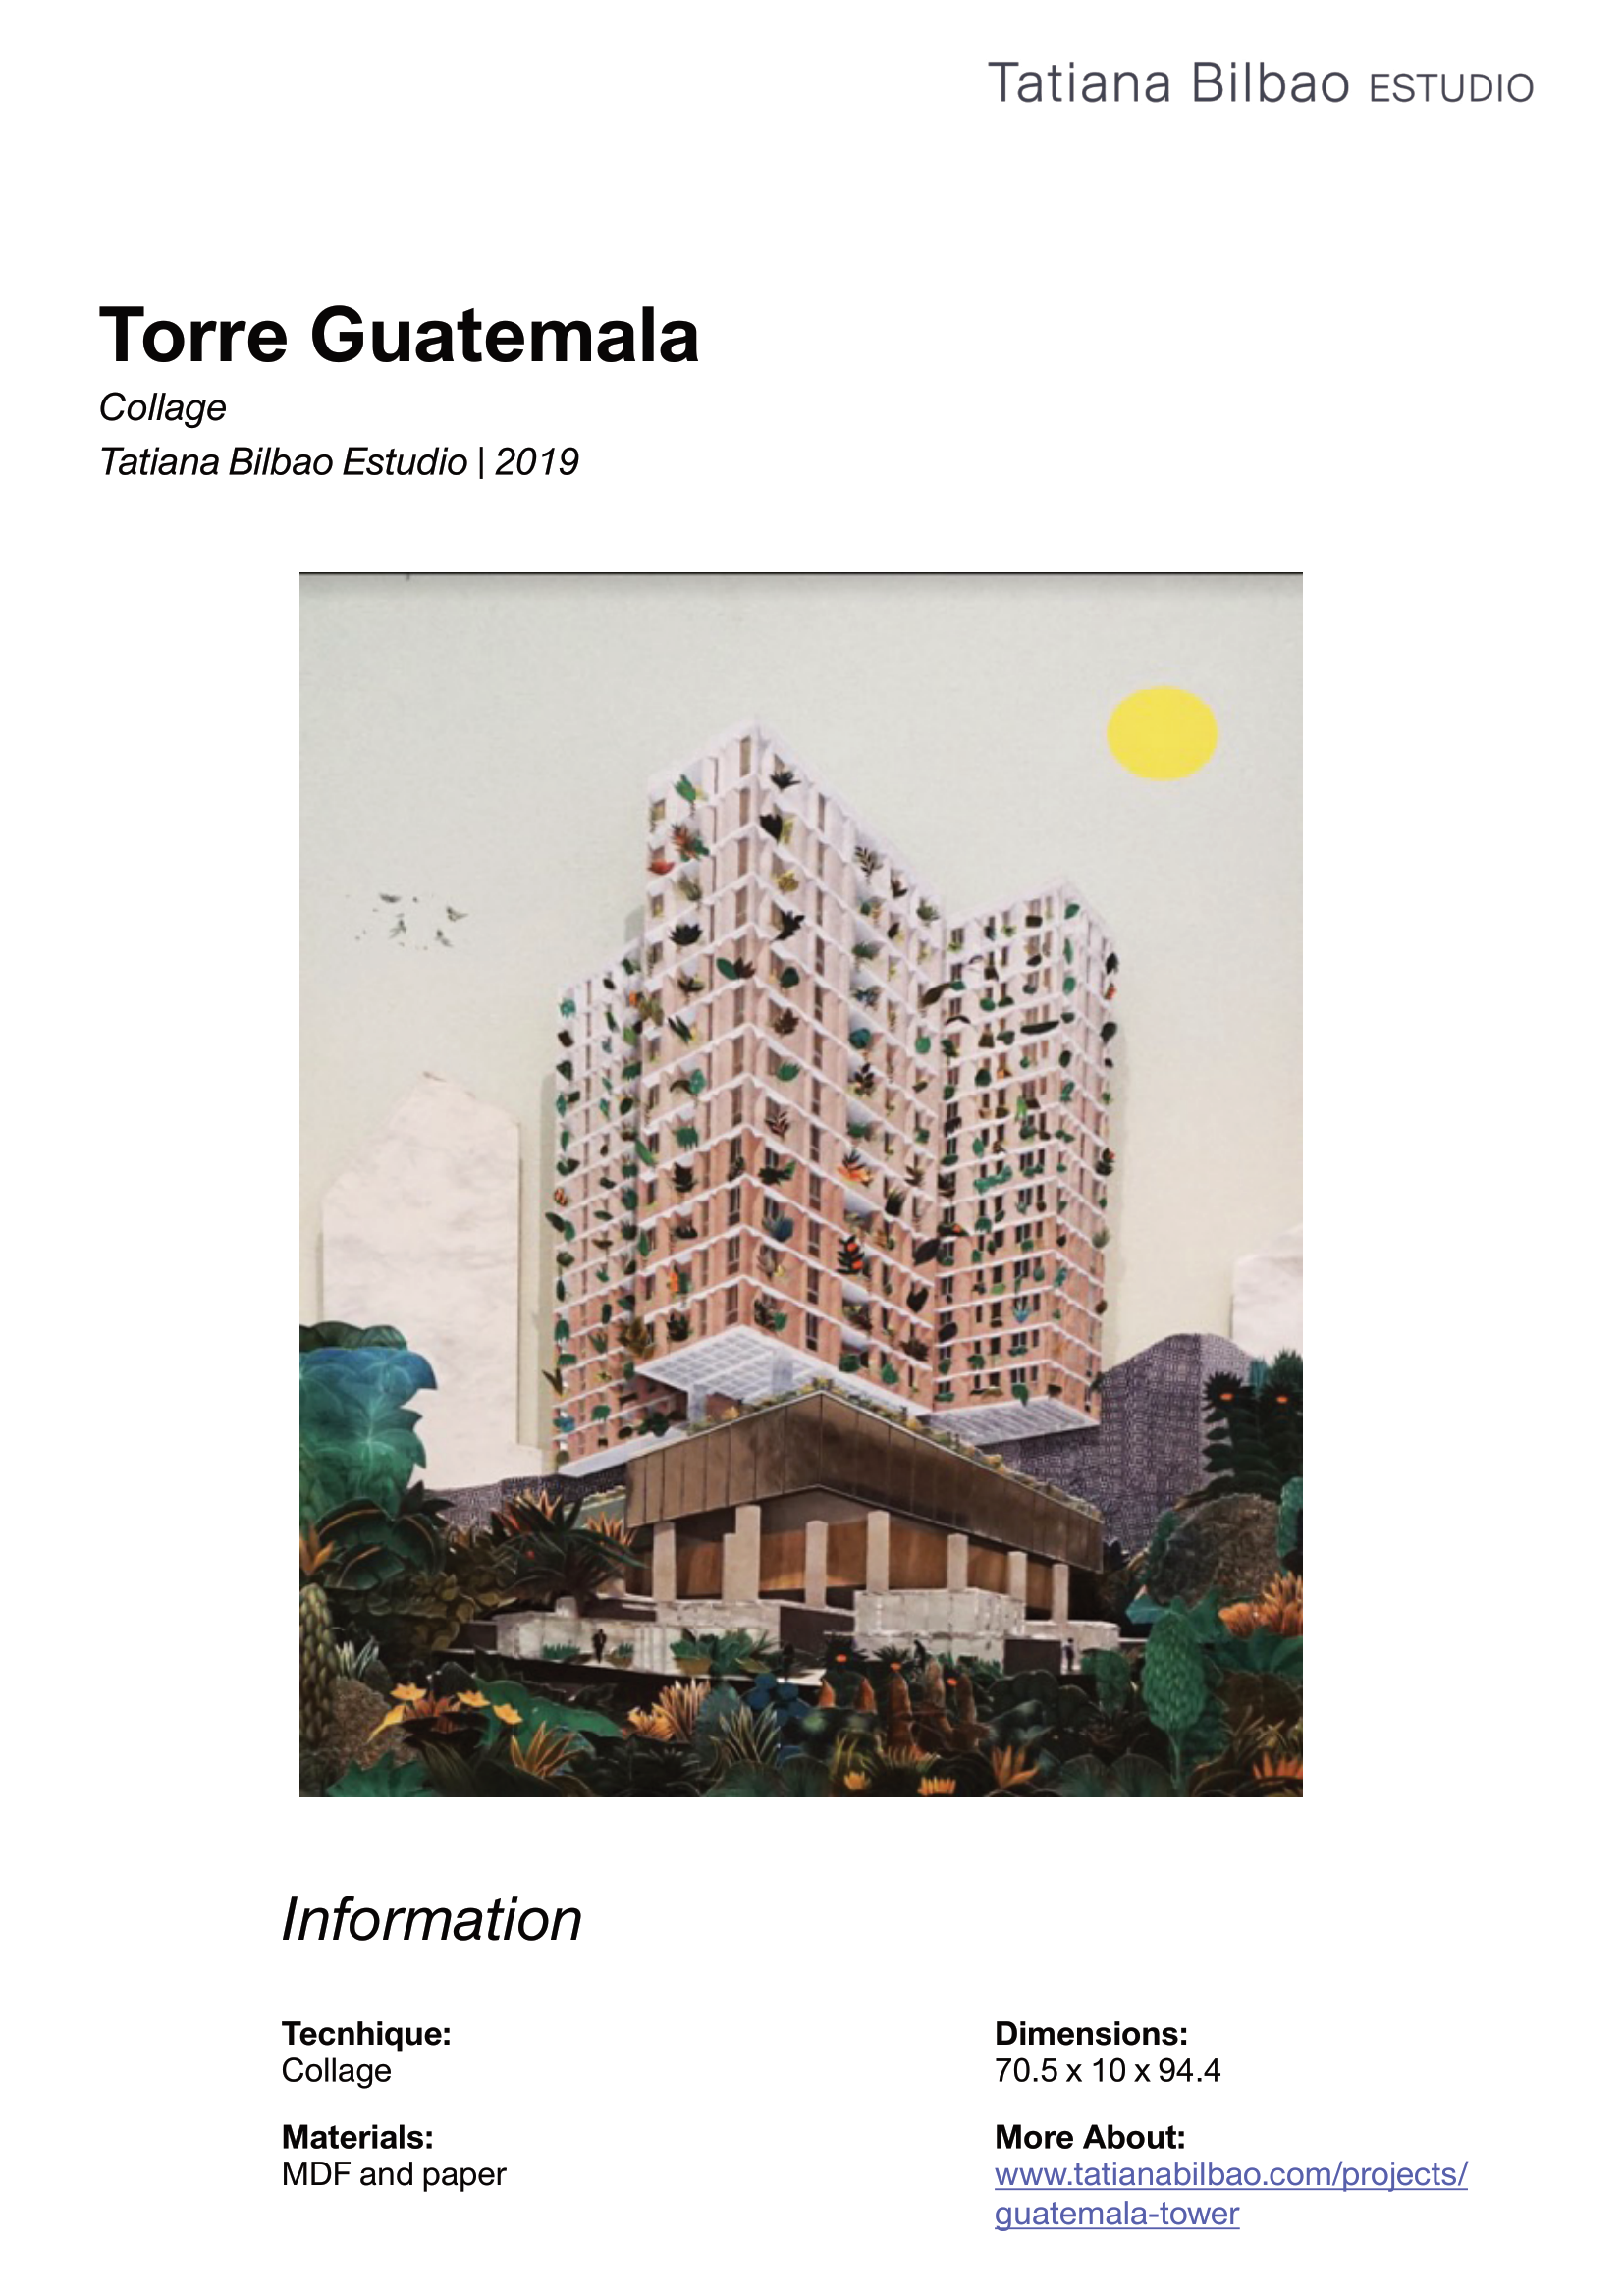 Tatiana Bilbao ESTUDIO
Torre Guatemala
Collage
Tatiana Bilbao Estudio | 2019
Information
Tecnhique:
Collage
Materials:
MDF and paper
Dimensions:
70.5 x 10 x 94.4
More About:
www.tatianabilbao.com/projects/
guatemala-tower